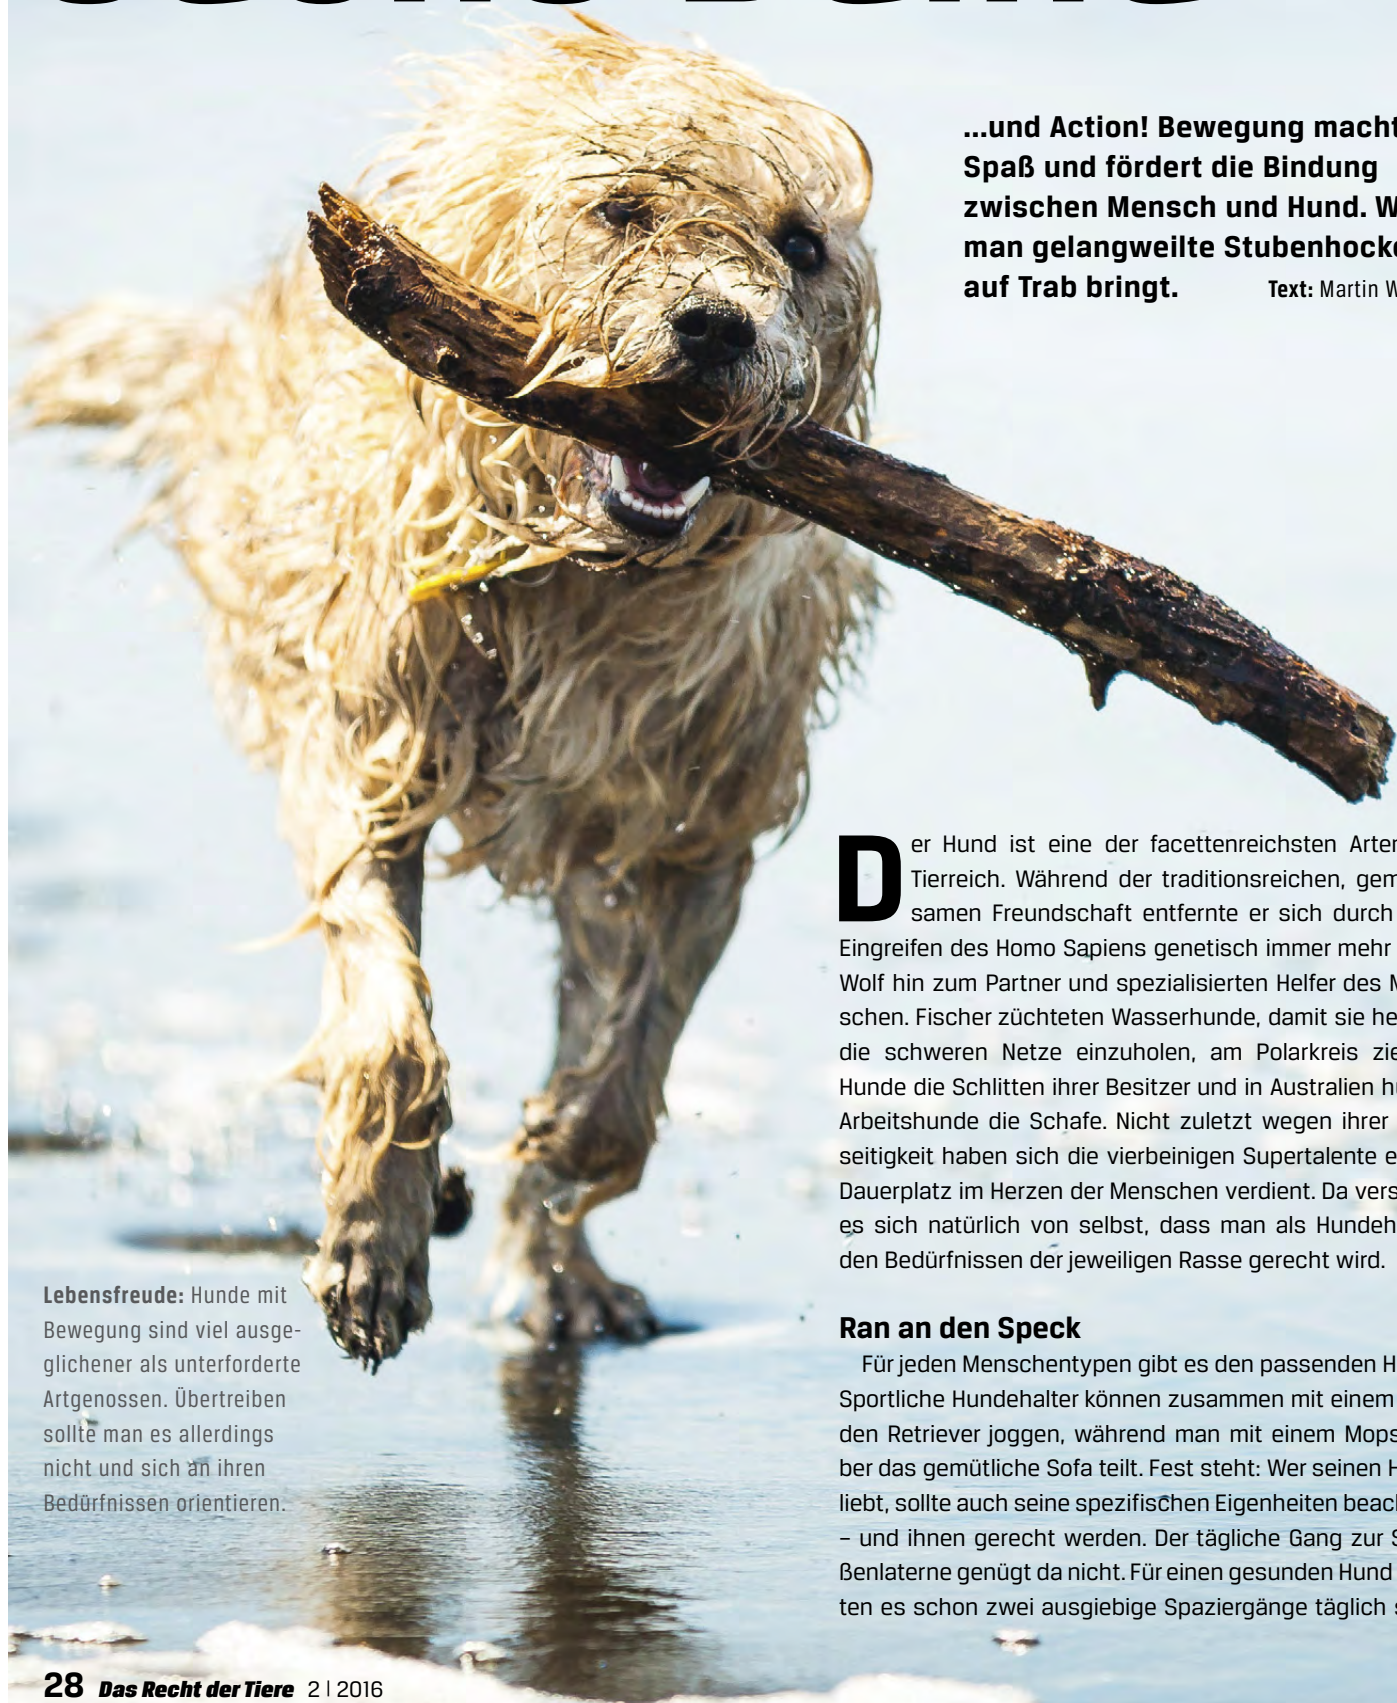 ...und Action! Bewegung macht
Spaß und fördert die Bindung
zwischen Mensch und Hund. W
man gelangweilte Stubenhocke
auf Trab bringt. Text: Martin W
Der Hund ist eine der facettenreichsten Arten
Tierreich. Während der traditionsreichen, gem
samen Freundschaft entfernte er sich durch
Eingreifen des Homo Sapiens genetisch immer mehr
Wolf hin zum Partner und spezialisierten Helfer des M
schen. Fischer züchteten Wasserhunde, damit sie he
die schweren Netze einzuholen, am Polarkreis zie
Hunde die Schlitten ihrer Besitzer und in Australien hü
Arbeitshunde die Schafe. Nicht zuletzt wegen ihrer
seitigkeit haben sich die vierbeinigen Supertalente e
Dauerplatz im Herzen der Menschen verdient. Da vers
es sich natürlich von selbst, dass man als Hundeh
den Bedürfnissen der jeweiligen Rasse gerecht wird.
Ran an den Speck
Für jeden Menschentypen gibt es den passenden H
Sportliche Hundehalter können zusammen mit einem
den Retriever joggen, während man mit einem Mops
ber das gemütliche Sofa teilt. Fest steht: Wer seinen H
liebt, sollte auch seine spezifischen Eigenheiten beach
– und ihnen gerecht werden. Der tägliche Gang zur S
ßenlaterne genügt da nicht. Für einen gesunden Hund
ten es schon zwei ausgiebige Spaziergänge täglich s
Lebensfreude: Hunde mit
Bewegung sind viel ausge-
glichener als unterforderte
Artgenossen. Übertreiben
sollte man es allerdings
nicht und sich an ihren
Bedürfnissen orientieren.
28 Das Recht der Tiere 2 | 2016